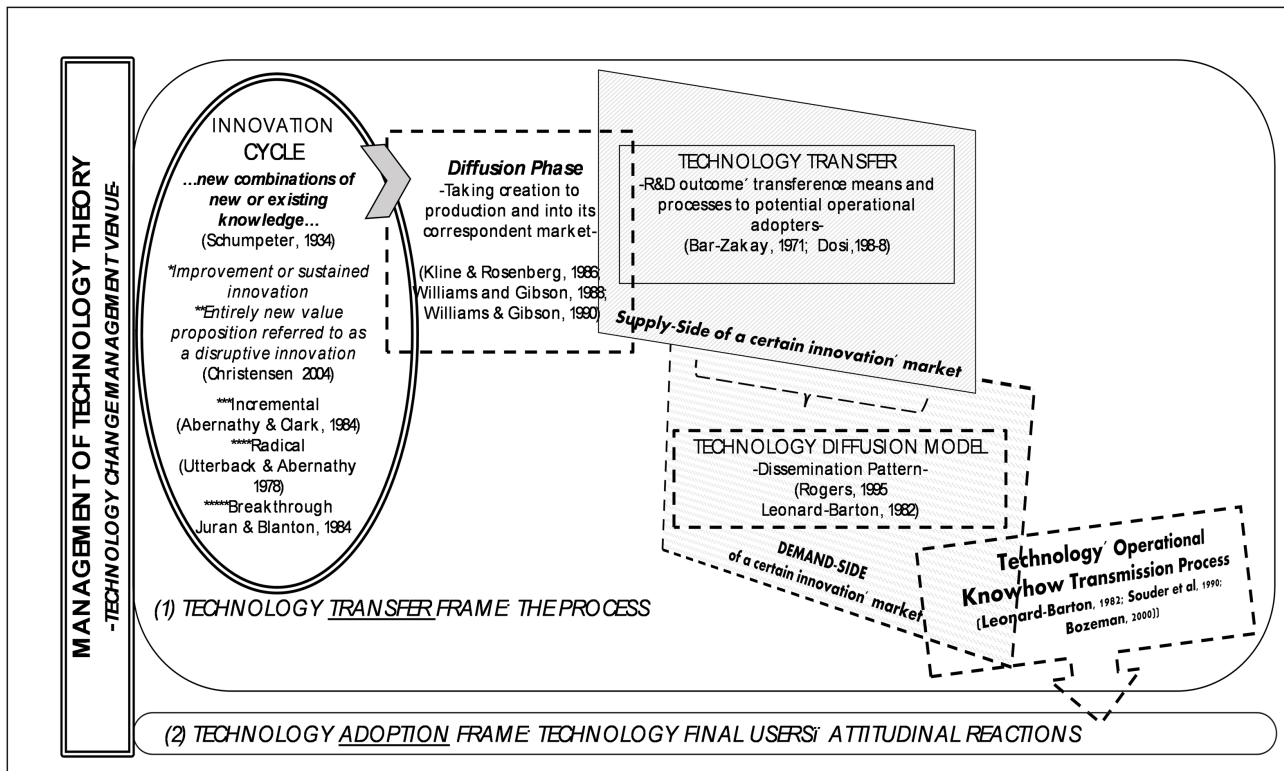 MANAGEMENT OF TECHNOLOGY THEORY
-TECHNOLOGY CHANGE MANAGEMENT VENUE-
INNOVATION
CYCLE
...new combinations of
new or existing
knowledge...
(Schumpeter, 1934)
*Improvement or sustained
innovation
**Entirely new value
proposition referred to as
a disruptive innovation
(Christensen 2004)
***Incremental
(Abernathy & Clark, 1984)
****Radical
(Utterback & Abernathy
1978)
*****Breakthrough
Juran & Blanton, 1984
Diffusion Phase
-Taking creation to
production and into its
correspondent market-
(Kline & Rosenberg, 1986;
Williams and Gibson, 1988;
Williams & Gibson, 1990)
TECHNOLOGY TRANSFER
-R&D outcome´ transference means and
processes to potential operational
adopters-
(Bar-Zakay, 1971; Dosi,198-8)
Supply-Side of a certain innovation´ market
TECHNOLOGY DIFFUSION MODEL
-Dissemination Pattern-
(Rogers, 1995
Leonard-Barton, 1982)
DEMAND-SIDE
of a certain innovation´ market
Technology´ Operational
Knowhow Transmission Process
(Leonard-Barton, 1982; Souder et al, 1990;
Bozeman, 2000)]
(1) TECHNOLOGY TRANSFER FRAME: THE PROCESS
(2) TECHNOLOGY ADOPTION FRAME: TECHNOLOGY FINAL USERSï ATTITUDINAL REACTIONS